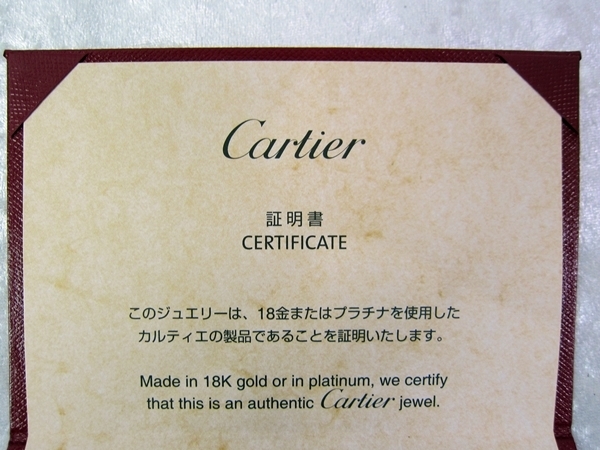 Cartier
証明書
CERTIFICATE
このジュエリーは、18金またはプラチナを使用した
カルティエの製品であることを証明いたします。
Made in 18K gold or in platinum, we certify
that this is an authentic Cartier jewel.